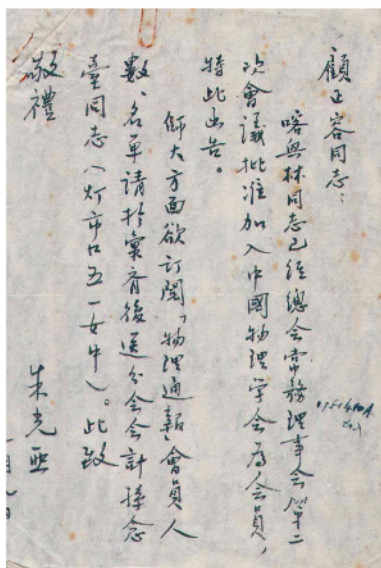 顧正容同志：
喀興林同志已經總会常務理事会第二
次會議批准加入中國物理学会為会員，
特此函告。
師大方面欲訂閱「物理通報」會員人
數、名單請於彙齊後送分会会計孫念
臺同志（灯市口五一女中）。此致
敬禮
朱光亞